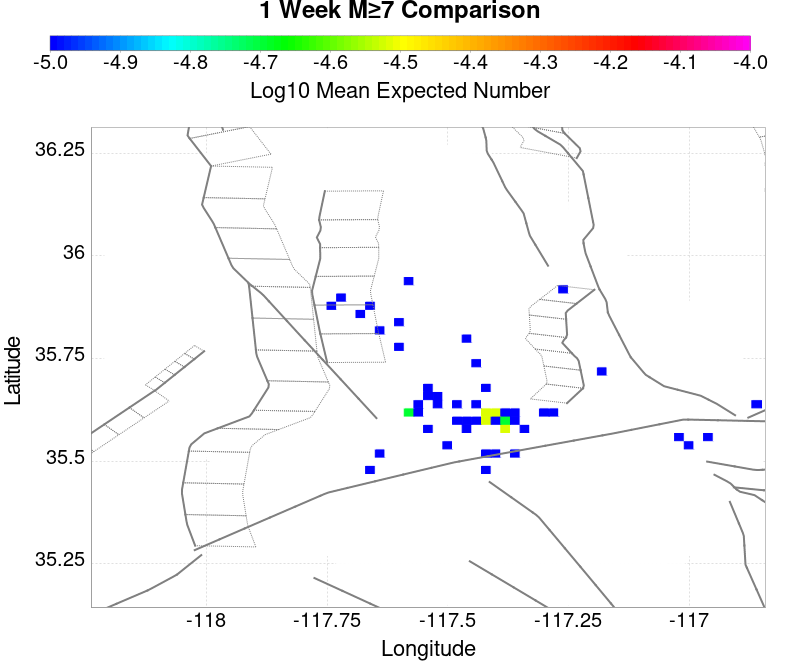 1 Week M≥7 Comparison
-5.0 -4.9 -4.8 -4.7 -4.6 -4.5 -4.4 -4.3 -4.2 -4.1 -4.0
Log10 Mean Expected Number
36.25
36
35.75
35.5
35.25
Latitude
-118 -117.75 -117.5 -117.25 -117
Longitude